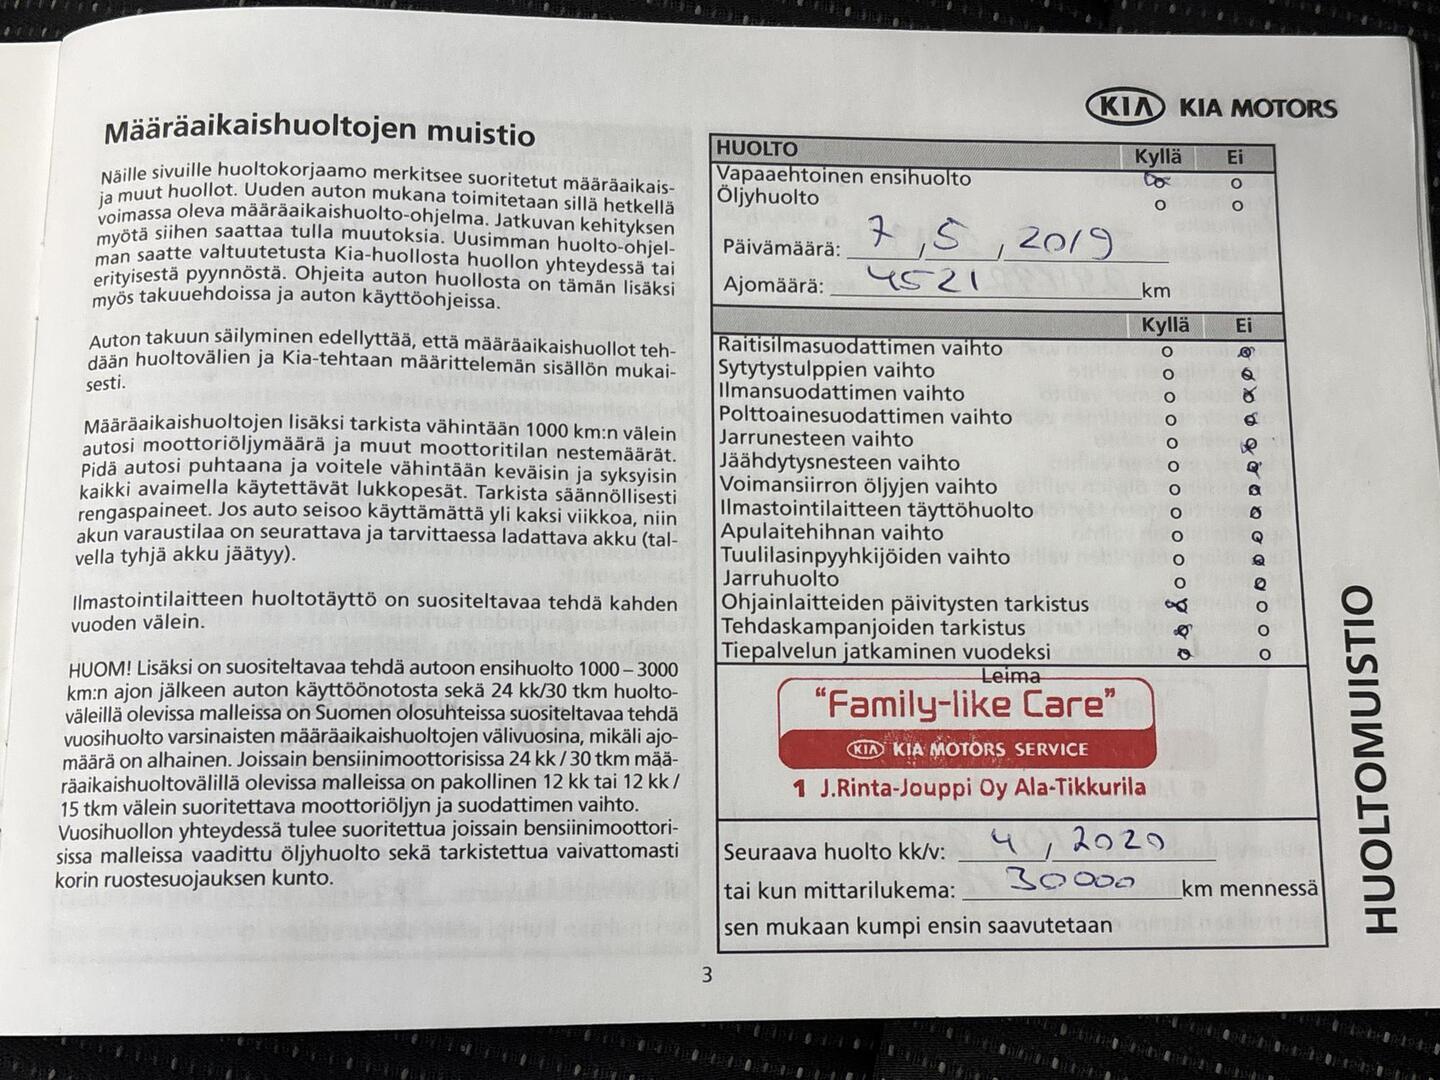 Määräaikaishuoltojen muistio
Näille sivuille huoltokorjaamo merkitsee suoritetut määräaikais-
ja muut huollot. Uuden auton mukana toimitetaan sillä hetkellä
voimassa oleva määräaikaishuolto-ohjelma. Jatkuvan kehityksen
myötä siihen saattaa tulla muutoksia. Uusimman huolto-ohjel-
man saatte valtuutetusta Kia-huollosta huollon yhteydessä tai
erityisestä pyynnöstä. Ohjeita auton huollosta on tämän lisäksi
myös takuuehdoissa ja auton käyttöohjeissa.
Auton takuun säilyminen edellyttää, että määräaikaishuollot teh-
dään huoltovälien ja Kia-tehtaan määrittelemän sisällön mukai-
sesti.
Määräaikaishuoltojen lisäksi tarkista vähintään 1000 km:n välein
autosi moottoriöljymäärä ja muut moottoritilan nestemäärät.
Pidä autosi puhtaana ja voitele vähintään keväisin ja syksyisin
kaikki avaimella käytettävät lukkopesät. Tarkista säännöllisesti
rengaspaineet. Jos auto seisoo käyttämättä yli kaksi viikkoa, niin
akun varaustilaa on seurattava ja tarvittaessa ladattava akku (tal-
vella tyhjä akku jäätyy).
Ilmastointilaitteen huoltotäyttö on suositeltavaa tehdä kahden
vuoden välein.
HUOM! Lisäksi on suositeltavaa tehdä autoon ensihuolto 1000 – 3000
km:n ajon jälkeen auton käyttöönotosta sekä 24 kk/30 tkm huolto-
väleillä olevissa malleissa on Suomen olosuhteissa suositeltavaa tehdä
vuosihuolto varsinaisten määräaikaishuoltojen välivuosina, mikäli ajo-
määrä on alhainen. Joissain bensiinimoottorisissa 24 kk / 30 tkm mää-
räaikaishuoltovälillä olevissa malleissa on pakollinen 12 kk tai 12 kk /
15 tkm välein suoritettava moottoriöljyn ja suodattimen vaihto.
Vuosihuollon yhteydessä tulee suoritettua joissain bensiinimoottori-
sissa malleissa vaadittu öljyhuolto sekä tarkistettua vaivattomasti
korin ruostesuojauksen kunto.
KIA KIA MOTORS
HUOLTO Kyllä Ei
Vapaaehtoinen ensihuolto
Öljyhuolto
Päivämäärä: 7 , 5 , 2019
Ajomäärä: 4521 km
Kyllä Ei
Raitisilmasuodattimen vaihto
Sytytystulppien vaihto
Ilmansuodattimen vaihto
Polttoainesuodattimen vaihto
Jarrunesteen vaihto
Jäähdytysnesteen vaihto
Voimansiirron öljyjen vaihto
Ilmastointilaitteen täyttöhuolto
Apulaitehihnan vaihto
Tuulilasinpyyhkijöiden vaihto
Jarruhuolto
Ohjainlaitteiden päivitysten tarkistus
Tehdaskampanjoiden tarkistus
Tiepalvelun jatkaminen vuodeksi
Leima
“Family-like Care”
KIA KIA MOTORS SERVICE
1 J.Rinta-Jouppi Oy Ala-Tikkurila
Seuraava huolto kk/v: 4 / 2020
tai kun mittarilukema: 30000 km mennessä
sen mukaan kumpi ensin saavutetaan
HUOLTOMUISTIO
3